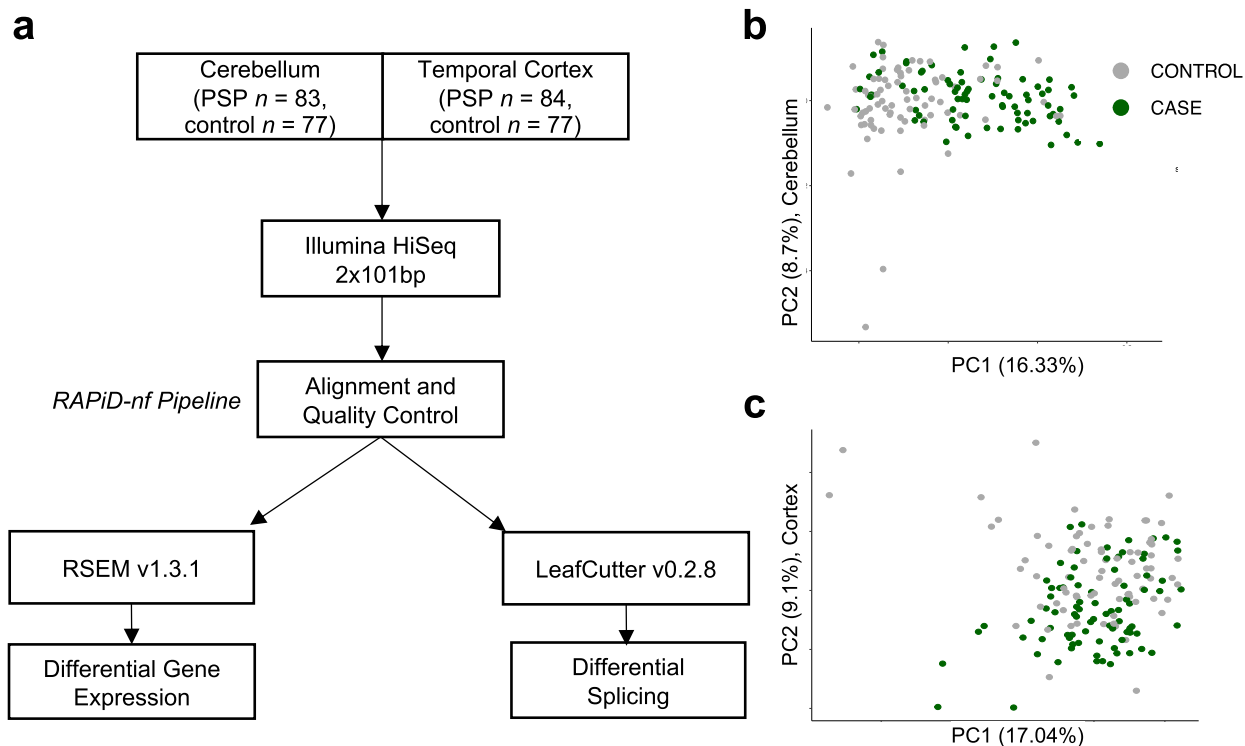 a
Cerebellum
(PSP n = 83,
control n = 77)
Temporal Cortex
(PSP n = 84,
control n = 77)
Illumina HiSeq
2x101bp
RAPiD-nf Pipeline
Alignment and
Quality Control
RSEM v1.3.1
LeafCutter v0.2.8
Differential Gene
Expression
Differential
Splicing
b
PC2 (8.7%), Cerebellum
PC1 (16.33%)
CONTROL
CASE
c
PC2 (9.1%), Cortex
PC1 (17.04%)